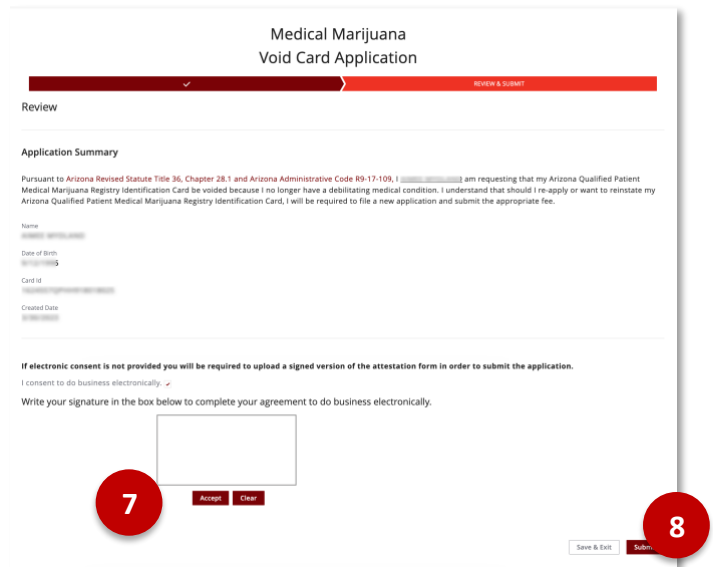 Medical Marijuana
Void Card Application
REVIEW & SUBMIT
Review
Application Summary
Pursuant to Arizona Revised Statute Title 36, Chapter 28.1 and Arizona Administrative Code R9-17-109, I am requesting that my Arizona Qualified Patient
Medical Marijuana Registry Identification Card be voided because I no longer have a debilitating medical condition. I understand that should I re-apply or want to reinstate my
Arizona Qualified Patient Medical Marijuana Registry Identification Card, I will be required to file a new application and submit the appropriate fee.
Name
Date of Birth
Card Id
Created Date
If electronic consent is not provided you will be required to upload a signed version of the attestation form in order to submit the application.
I consent to do business electronically.
Write your signature in the box below to complete your agreement to do business electronically.
7
Accept Clear
8
Save & Exit Subm